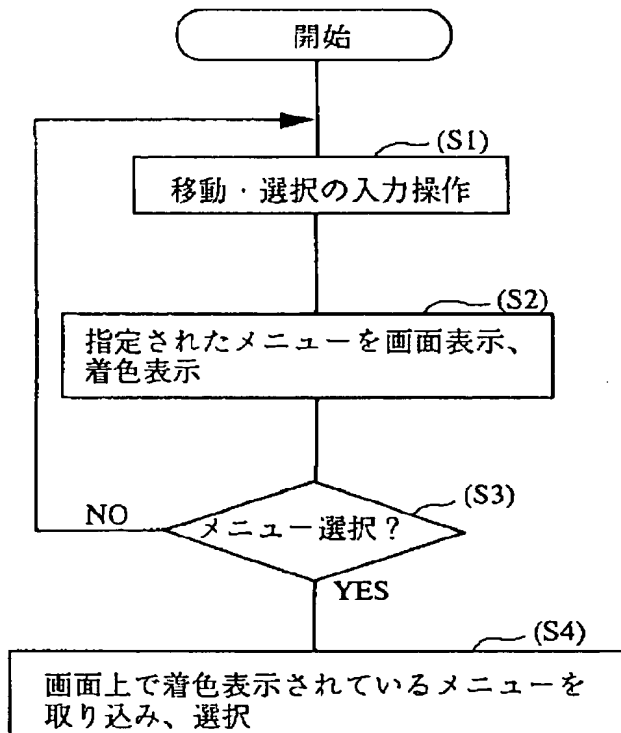 開始
(S1)
移動・選択の入力操作
(S2)
指定されたメニューを画面表示、
着色表示
(S3)
メニュー選択？
NO
YES
(S4)
画面上で着色表示されているメニューを
取り込み、選択